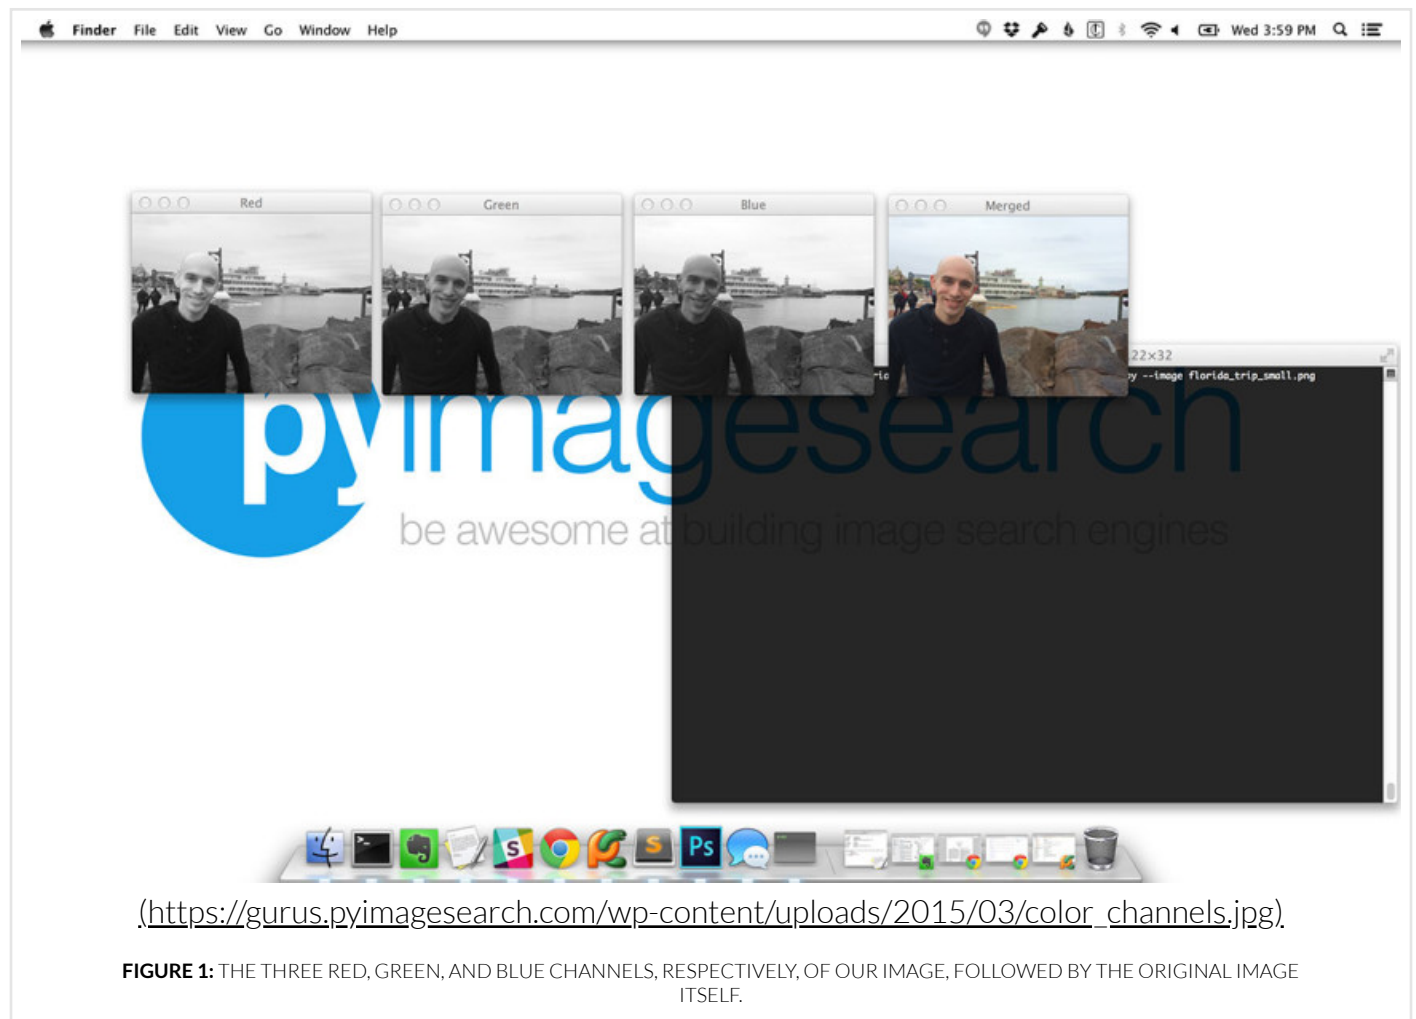 Finder File Edit View Go Window Help Wed 3:59 PM
Red Green Blue Merged
22×32
y --image florida_trip_small.png
pyimagesearch
be awesome at building image search engines
S S Ps
(https://gurus.pyimagesearch.com/wp-content/uploads/2015/03/color_channels.jpg)
FIGURE 1: THE THREE RED, GREEN, AND BLUE CHANNELS, RESPECTIVELY, OF OUR IMAGE, FOLLOWED BY THE ORIGINAL IMAGE
ITSELF.